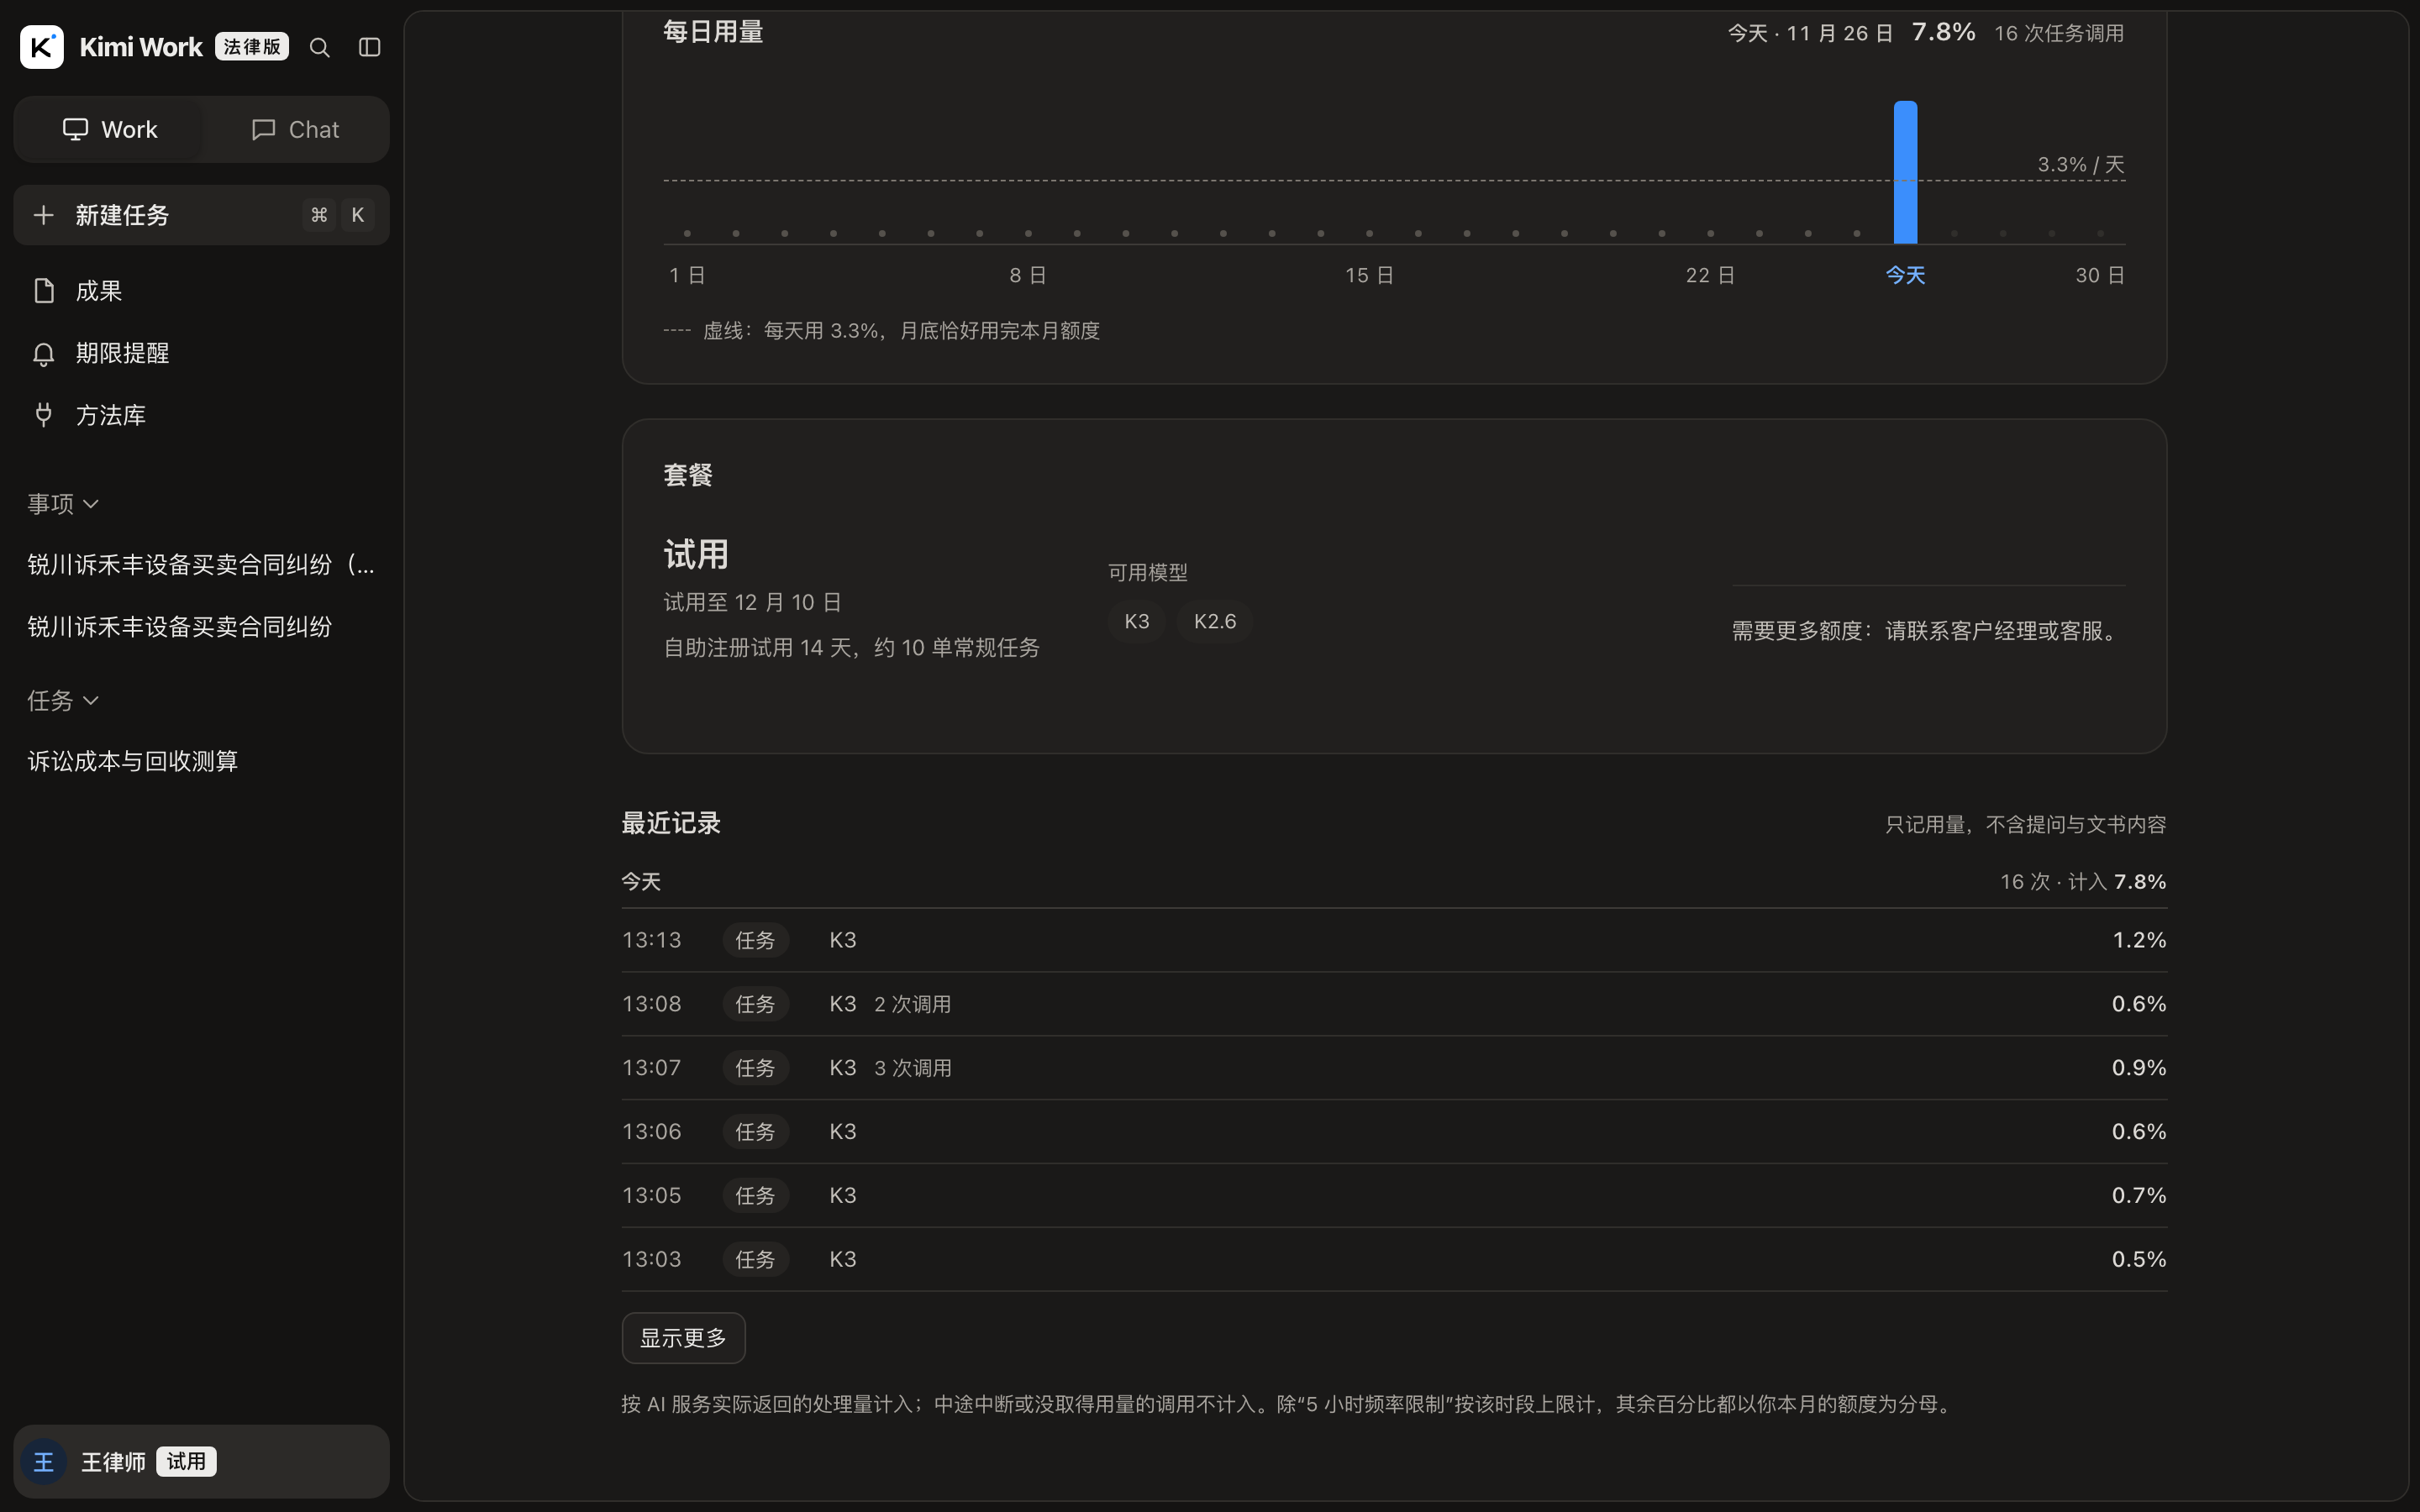 Kimi Work 法律版
Work
Chat
新建任务 ⌘ K
成果
期限提醒
方法库
事项
锐川诉禾丰设备买卖合同纠纷（...
锐川诉禾丰设备买卖合同纠纷
任务
诉讼成本与回收测算
王 王律师 试用
每日用量 今天 · 11 月 26 日 7.8% 16 次任务调用
3.3% / 天
1 日 8 日 15 日 22 日 今天 30 日
---- 虚线：每天用 3.3%，月底恰好用完本月额度
套餐
试用
试用至 12 月 10 日
自助注册试用 14 天，约 10 单常规任务
可用模型
K3 K2.6
需要更多额度：请联系客户经理或客服。
最近记录 只记用量，不含提问与文书内容
今天 16 次 · 计入 7.8%
13:13 任务 K3 1.2%
13:08 任务 K3 2 次调用 0.6%
13:07 任务 K3 3 次调用 0.9%
13:06 任务 K3 0.6%
13:05 任务 K3 0.7%
13:03 任务 K3 0.5%
显示更多
按 AI 服务实际返回的处理量计入；中途中断或没取得用量的调用不计入。除“5 小时频率限制”按该时段上限计，其余百分比都以你本月的额度为分母。